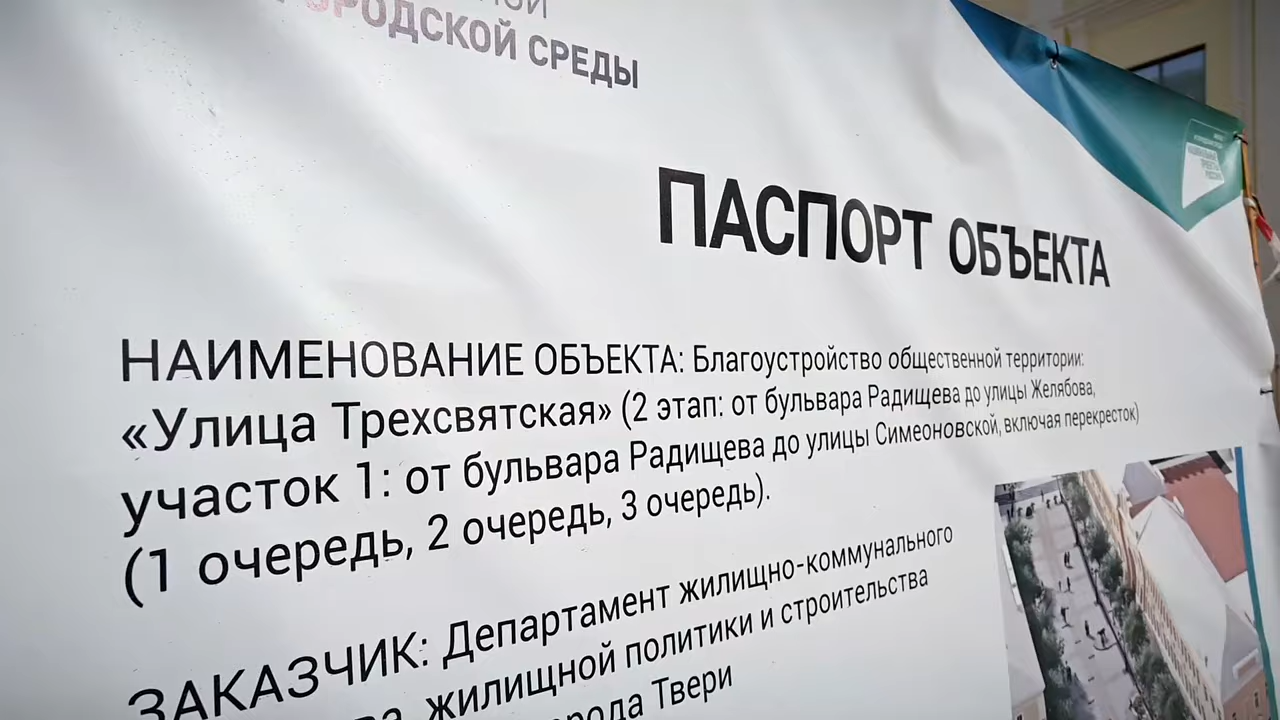 ГОРОДСКОЙ СРЕДЫ
ПАСПОРТ ОБЪЕКТА
НАИМЕНОВАНИЕ ОБЪЕКТА: Благоустройство общественной территории:
«Улица Трехсвятская» (2 этап: от бульвара Радищева до улицы Желябова,
участок 1: от бульвара Радищева до улицы Симеоновской, включая перекресток)
(1 очередь, 2 очередь, 3 очередь).
ЗАКАЗЧИК: Департамент жилищно-коммунального
жилищной политики и строительства
Твери